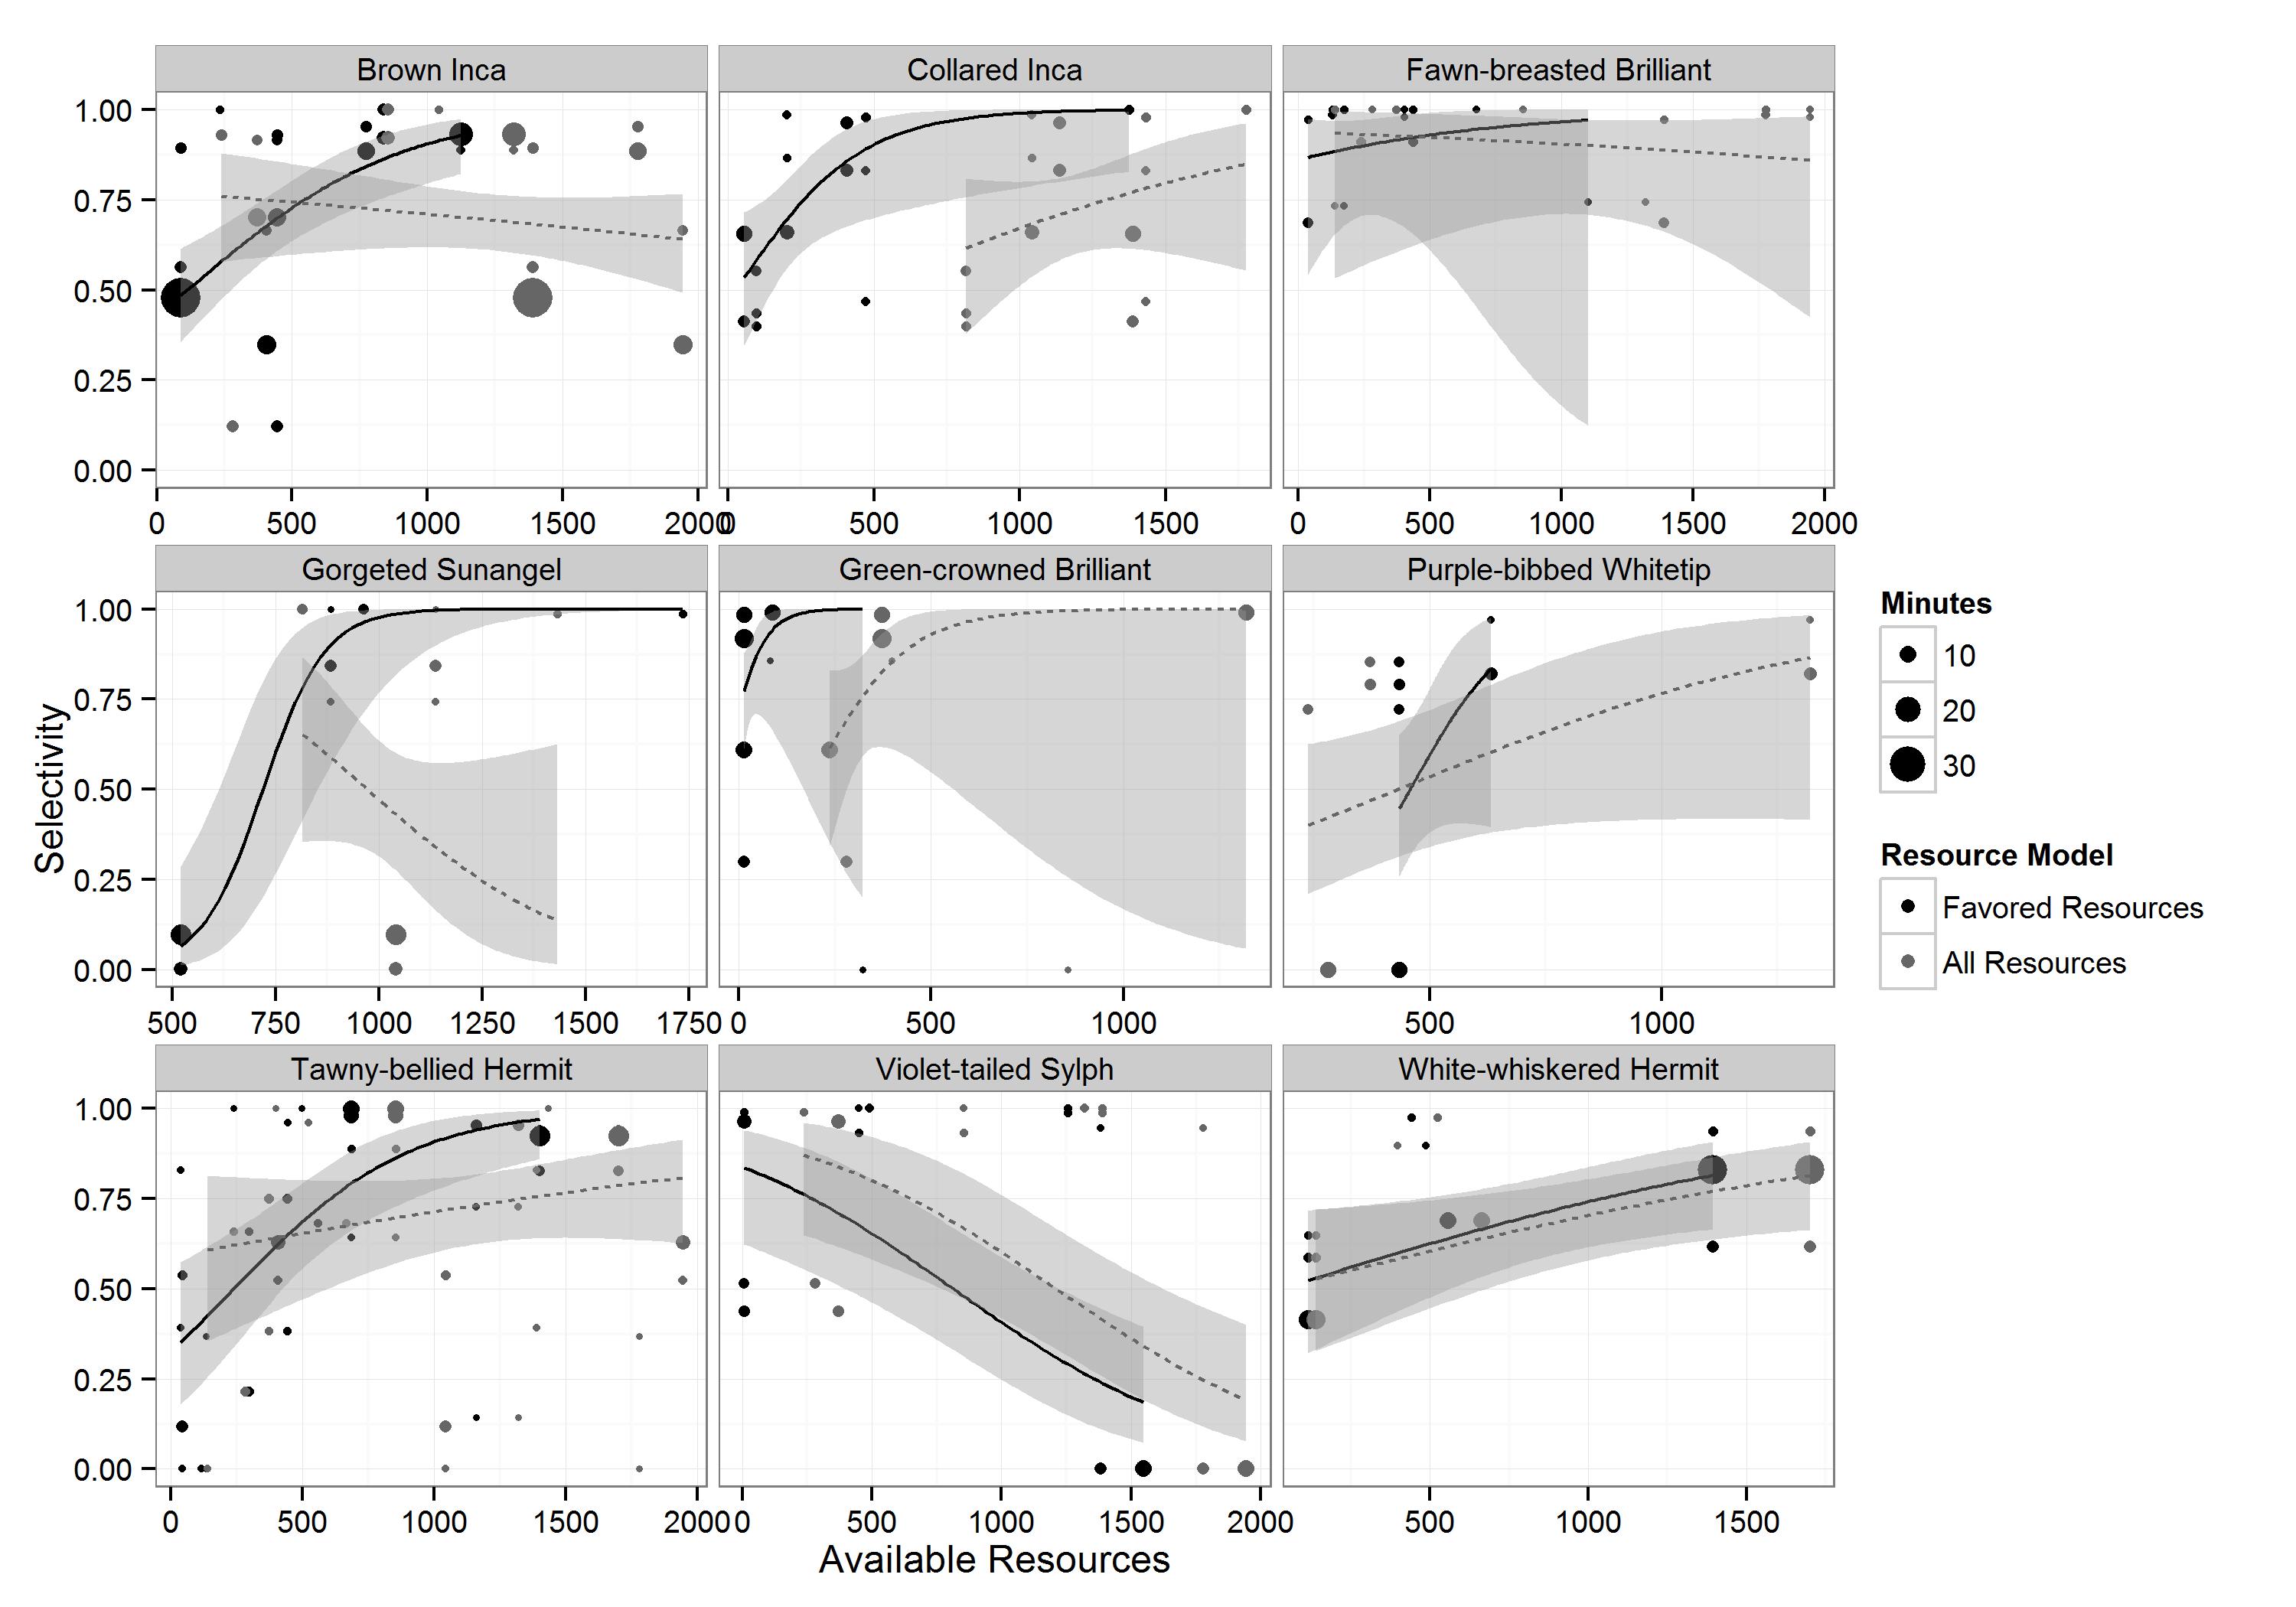 Brown Inca Collared Inca Fawn-breasted Brilliant
1.00
0.75
0.50
0.25
0.00
0 500 1000 1500 2000 0 500 1000 1500 0 500 1000 1500 2000
Gorgeted Sunangel Green-crowned Brilliant Purple-bibbed Whitetip
1.00
0.75
0.50
0.25
0.00
500 750 1000 1250 1500 1750 0 500 1000 500 1000
Tawny-bellied Hermit Violet-tailed Sylph White-whiskered Hermit
1.00
0.75
0.50
0.25
0.00
0 500 1000 1500 2000 0 500 1000 1500 2000 500 1000 1500
Selectivity
Available Resources
Minutes
10
20
30
Resource Model
Favored Resources
All Resources